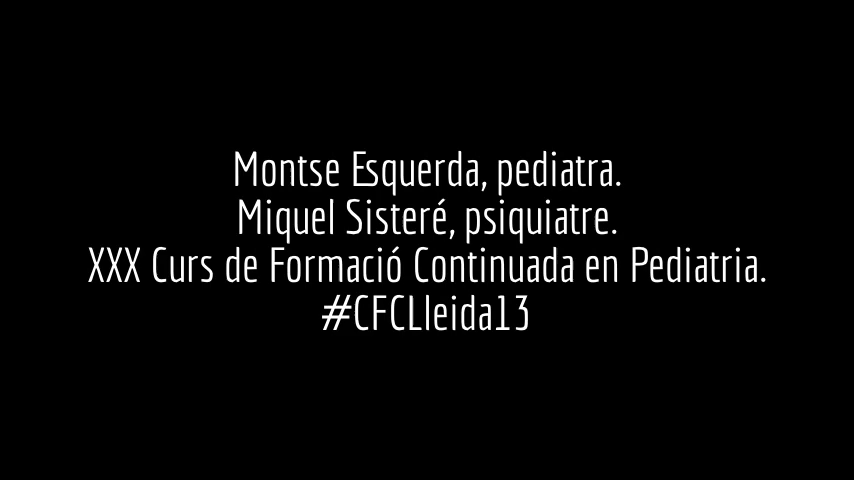 Montse Esquerda, pediatra.
Miquel Sisteré, psiquiatre.
XXX Curs de Formació Continuada en Pediatria.
#CFCLleida13